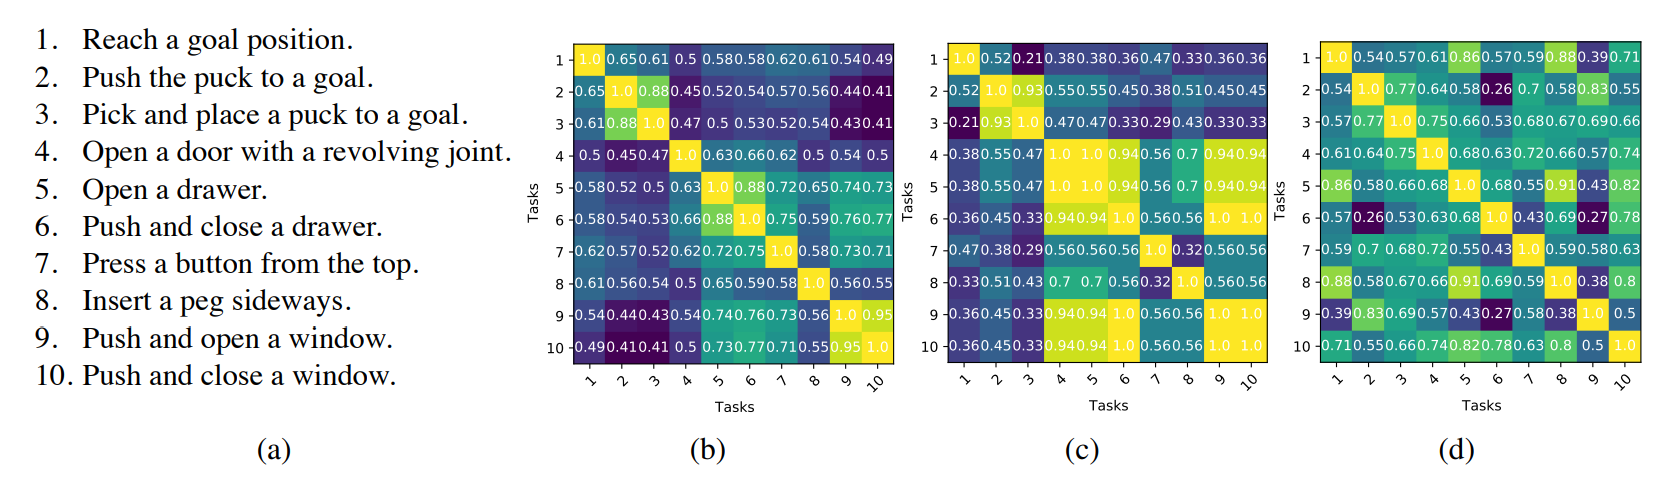 1. Reach a goal position.
2. Push the puck to a goal.
3. Pick and place a puck to a goal.
4. Open a door with a revolving joint.
5. Open a drawer.
6. Push and close a drawer.
7. Press a button from the top.
8. Insert a peg sideways.
9. Push and open a window.
10. Push and close a window.
(a)
Tasks
1 1.0 0.65 0.61 0.5 0.58 0.58 0.62 0.61 0.54 0.49
2 0.65 1.0 0.88 0.45 0.52 0.54 0.57 0.56 0.44 0.41
3 0.61 0.88 1.0 0.47 0.5 0.53 0.52 0.54 0.43 0.41
4 0.5 0.45 0.47 1.0 0.63 0.66 0.62 0.5 0.54 0.5
5 0.58 0.52 0.5 0.63 1.0 0.88 0.72 0.65 0.74 0.73
6 0.58 0.54 0.53 0.66 0.88 1.0 0.75 0.59 0.76 0.77
7 0.62 0.57 0.52 0.62 0.72 0.75 1.0 0.58 0.73 0.71
8 0.61 0.56 0.54 0.5 0.65 0.59 0.58 1.0 0.56 0.55
9 0.54 0.44 0.43 0.54 0.74 0.76 0.73 0.56 1.0 0.95
10 0.49 0.41 0.41 0.5 0.73 0.77 0.71 0.55 0.95 1.0
1 2 3 4 5 6 7 8 9 10
Tasks
(b)
Tasks
1 1.0 0.52 0.21 0.38 0.38 0.36 0.47 0.33 0.36 0.36
2 0.52 1.0 0.93 0.55 0.55 0.45 0.38 0.51 0.45 0.45
3 0.21 0.93 1.0 0.47 0.47 0.33 0.29 0.43 0.33 0.33
4 0.38 0.55 0.47 1.0 1.0 0.94 0.56 0.7 0.94 0.94
5 0.38 0.55 0.47 1.0 1.0 0.94 0.56 0.7 0.94 0.94
6 0.36 0.45 0.33 0.94 0.94 1.0 0.56 0.56 1.0 1.0
7 0.47 0.38 0.29 0.56 0.56 0.56 1.0 0.32 0.56 0.56
8 0.33 0.51 0.43 0.7 0.7 0.56 0.32 1.0 0.56 0.56
9 0.36 0.45 0.33 0.94 0.94 1.0 0.56 0.56 1.0 1.0
10 0.36 0.45 0.33 0.94 0.94 1.0 0.56 0.56 1.0 1.0
1 2 3 4 5 6 7 8 9 10
Tasks
(c)
Tasks
1 1.0 0.54 0.57 0.61 0.86 0.57 0.59 0.88 0.39 0.71
2 0.54 1.0 0.77 0.64 0.58 0.26 0.7 0.58 0.83 0.55
3 0.57 0.77 1.0 0.75 0.66 0.53 0.68 0.67 0.69 0.66
4 0.61 0.64 0.75 1.0 0.68 0.63 0.72 0.66 0.57 0.74
5 0.86 0.58 0.66 0.68 1.0 0.68 0.55 0.91 0.43 0.82
6 0.57 0.26 0.53 0.63 0.68 1.0 0.43 0.69 0.27 0.78
7 0.59 0.7 0.68 0.72 0.55 0.43 1.0 0.59 0.58 0.63
8 0.88 0.58 0.67 0.66 0.91 0.69 0.59 1.0 0.38 0.8
9 0.39 0.83 0.69 0.57 0.43 0.27 0.58 0.38 1.0 0.5
10 0.71 0.55 0.66 0.74 0.82 0.78 0.63 0.8 0.5 1.0
1 2 3 4 5 6 7 8 9 10
Tasks
(d)